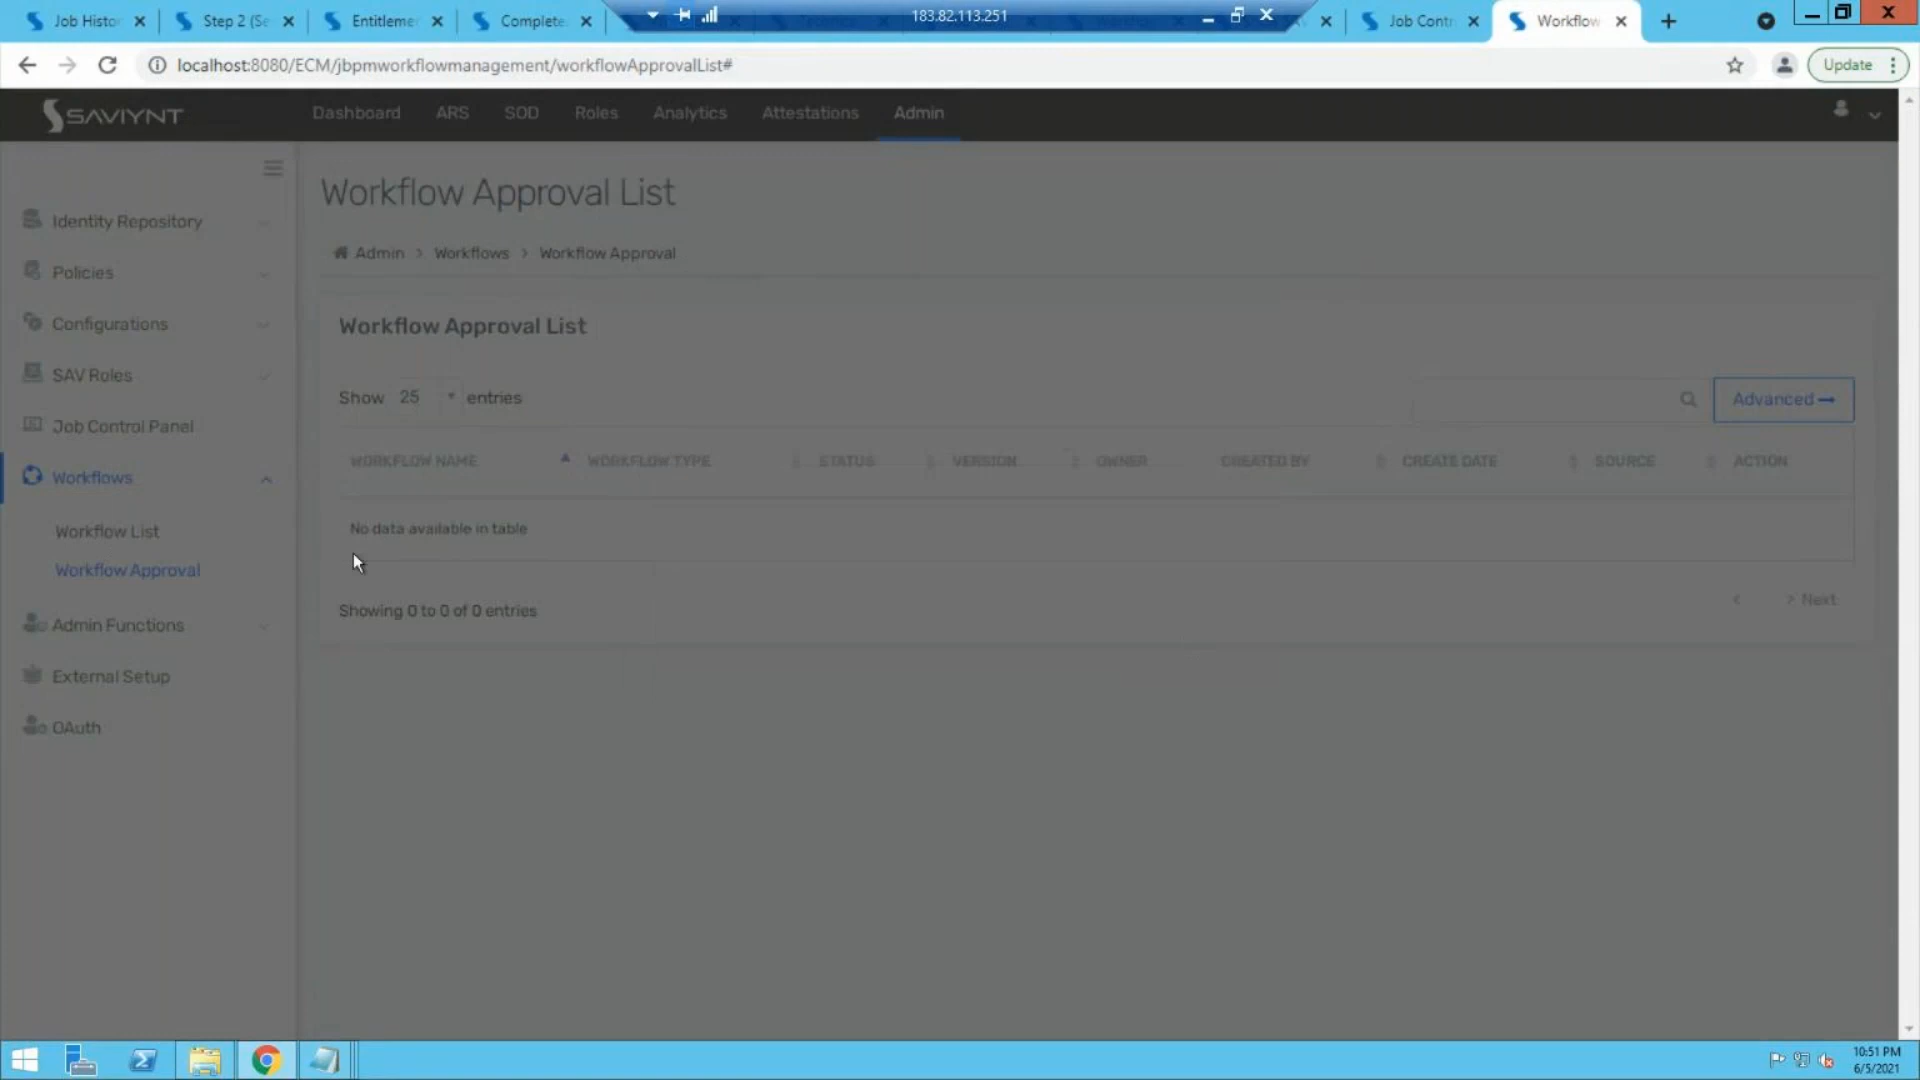 Job Histo
Step 2 (Se
Entitleme
Complete
183.82.113.251
Job Contr
Workflow
localhost:8080/ECM/jbpmworkflowmanagement/workflowApprovalList#
Update
SAVIYNT
Dashboard
ARS
SOD
Roles
Analytics
Attestations
Admin
Workflow Approval List
Identity Repository
Admin > Workflows > Workflow Approval
Policies
Configurations
Workflow Approval List
SAV Roles
Show 25 entries
Advanced
Job Control Panel
WORKFLOW NAME
WORKFLOW TYPE
STATUS
VERSION
OWNER
CREATED BY
CREATE DATE
SOURCE
ACTION
Workflows
Workflow List
No data available in table
Workflow Approval
Showing 0 to 0 of 0 entries
< > Next
Admin Functions
External Setup
OAuth
10:51 PM
6/5/2021